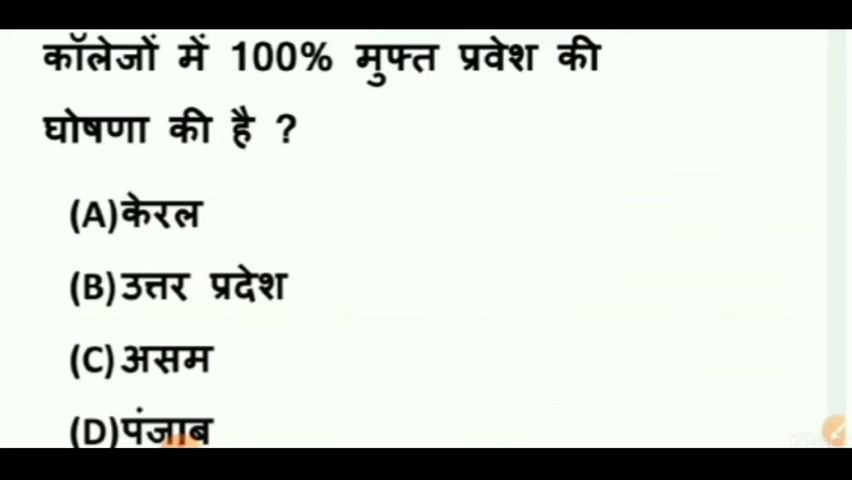 कॉलेजों में 100% मुफ्त प्रवेश की
घोषणा की है ?
(A)केरल
(B)उत्तर प्रदेश
(C)असम
(D)पंजाब